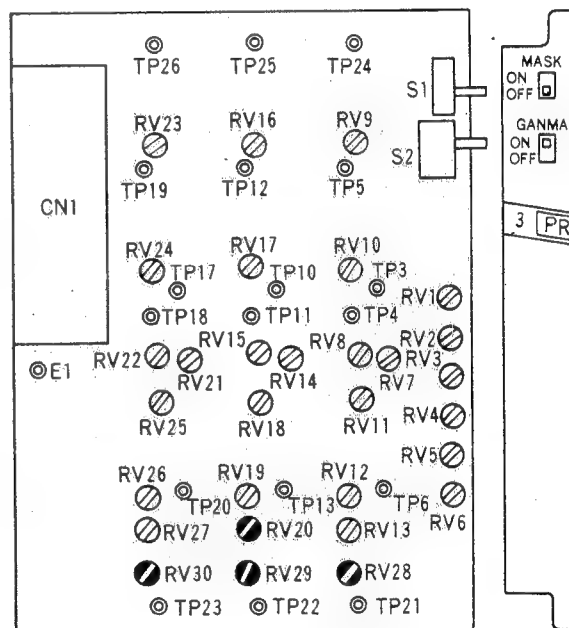 TP26 TP25 TP24
MASK
ON
OFF
S1
GANMA
ON
OFF
RV23 RV16 RV9
S2
TP19 TP12 TP5
CN1
3 PR
RV24 RV17 RV10
TP17 TP10 TP3
RV1
TP18 TP11 TP4
RV22 RV15 RV8 RV2
RV3
E1 RV21 RV14 RV7
RV25 RV18 RV11 RV4
RV5
RV26 RV19 RV12
TP20 TP13 TP6 RV6
RV27 RV20 RV13
RV30 RV29 RV28
TP23 TP22 TP21